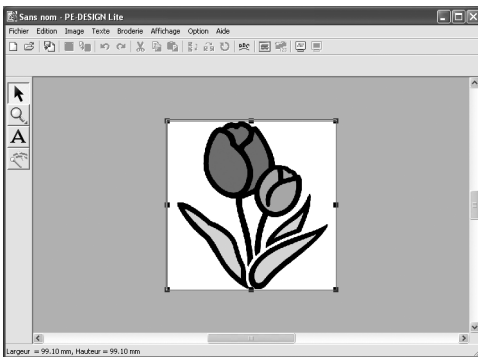 Sans nom - PE-DESIGN Lite
Fichier Edition Image Texte Broderie Affichage Option Aide
abc
A
Largeur = 99.10 mm, Hauteur = 99.10 mm